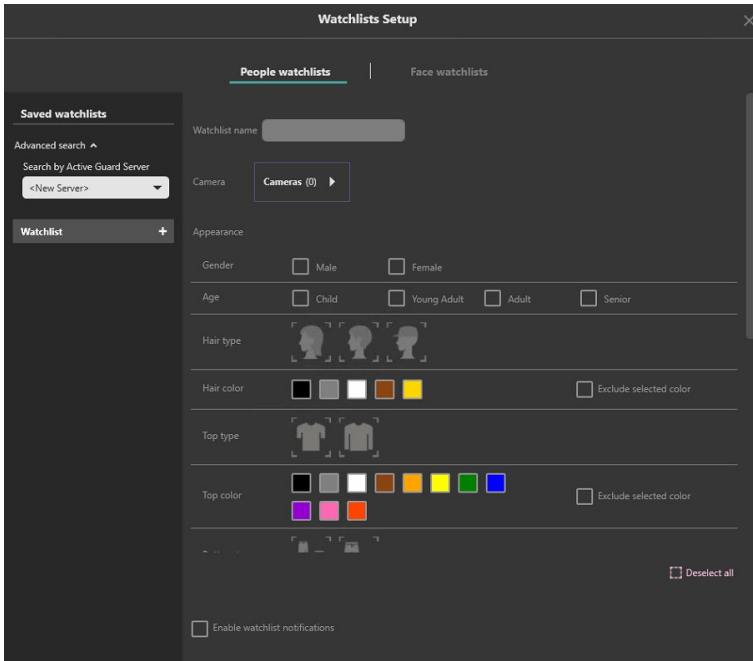 Watchlists Setup
People watchlists
Face watchlists
Saved watchlists
Advanced search
Search by Active Guard Server
<New Server>
Watchlist +
Watchlist name
Camera
Cameras (0)
Appearance
Gender
Male
Female
Age
Child
Young Adult
Adult
Senior
Hair type
Hair color
Exclude selected color
Top type
Top color
Exclude selected color
Deselect all
Enable watchlist notifications